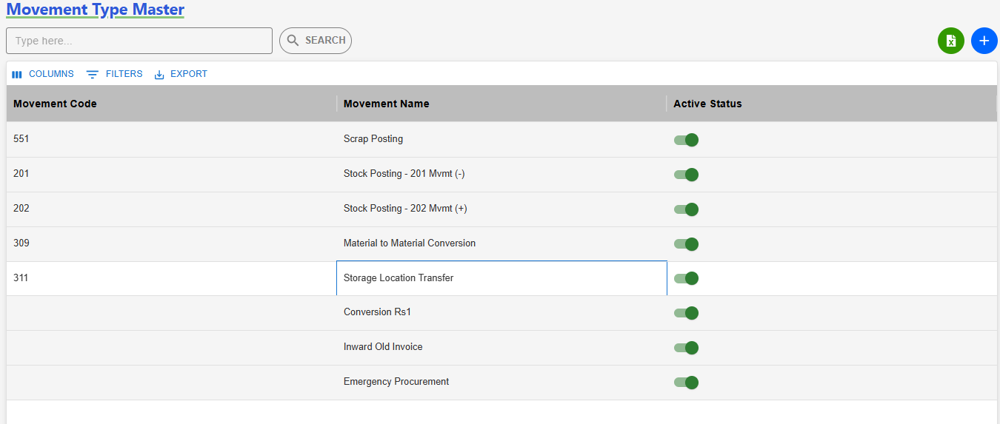 Movement Type Master
Type here...
SEARCH
COLUMNS FILTERS EXPORT
Movement Code Movement Name Active Status
551 Scrap Posting
201 Stock Posting - 201 Mvmt (-)
202 Stock Posting - 202 Mvmt (+)
309 Material to Material Conversion
311 Storage Location Transfer
Conversion Rs1
Inward Old Invoice
Emergency Procurement